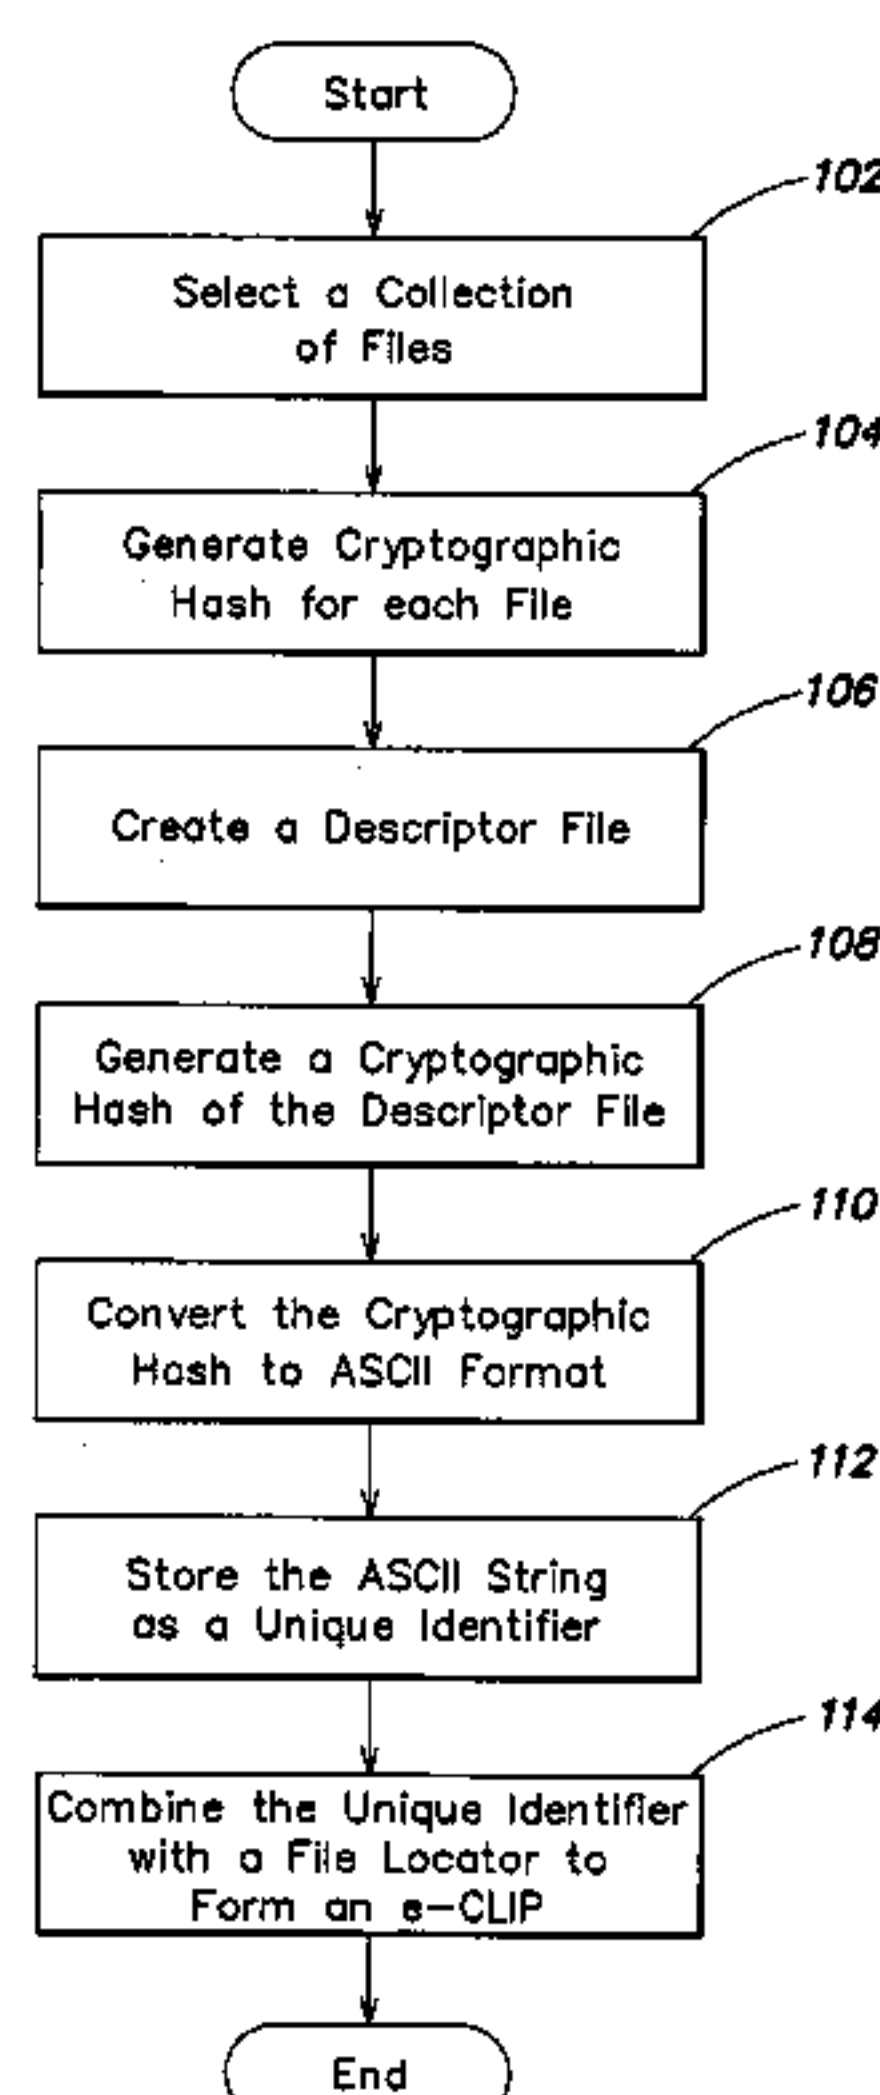 Start
102
Select a Collection
of Files
104
Generate Cryptographic
Hash for each File
106
Create a Descriptor File
108
Generate a Cryptographic
Hash of the Descriptor File
110
Convert the Cryptographic
Hash to ASCII Format
112
Store the ASCII String
as a Unique Identifier
114
Combine the Unique Identifier
with a File Locator to
Form an e-CLIP
End